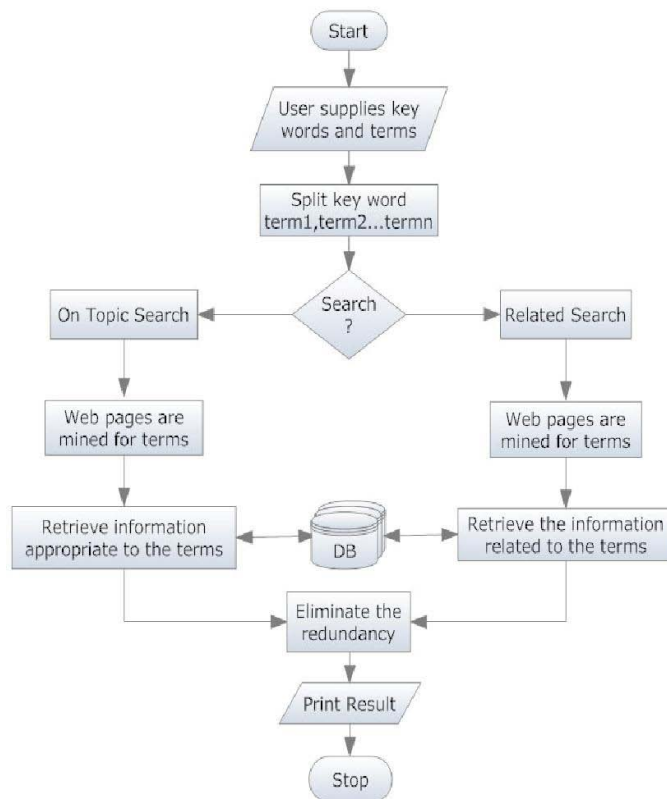 Start
User supplies key
words and terms
Split key word
term1,term2...termn
Search
?
On Topic Search
Related Search
Web pages are
mined for terms
Web pages are
mined for terms
Retrieve information
appropriate to the terms
DB
Retrieve the information
related to the terms
Eliminate the
redundancy
Print Result
Stop